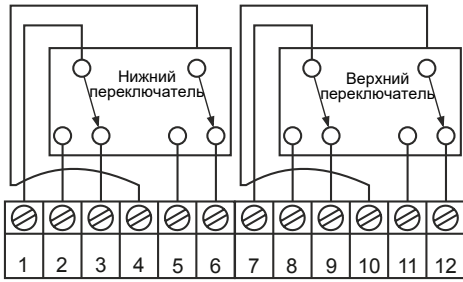 Нижний
переключатель
Верхний
переключатель
1 2 3 4 5 6 7 8 9 10 11 12